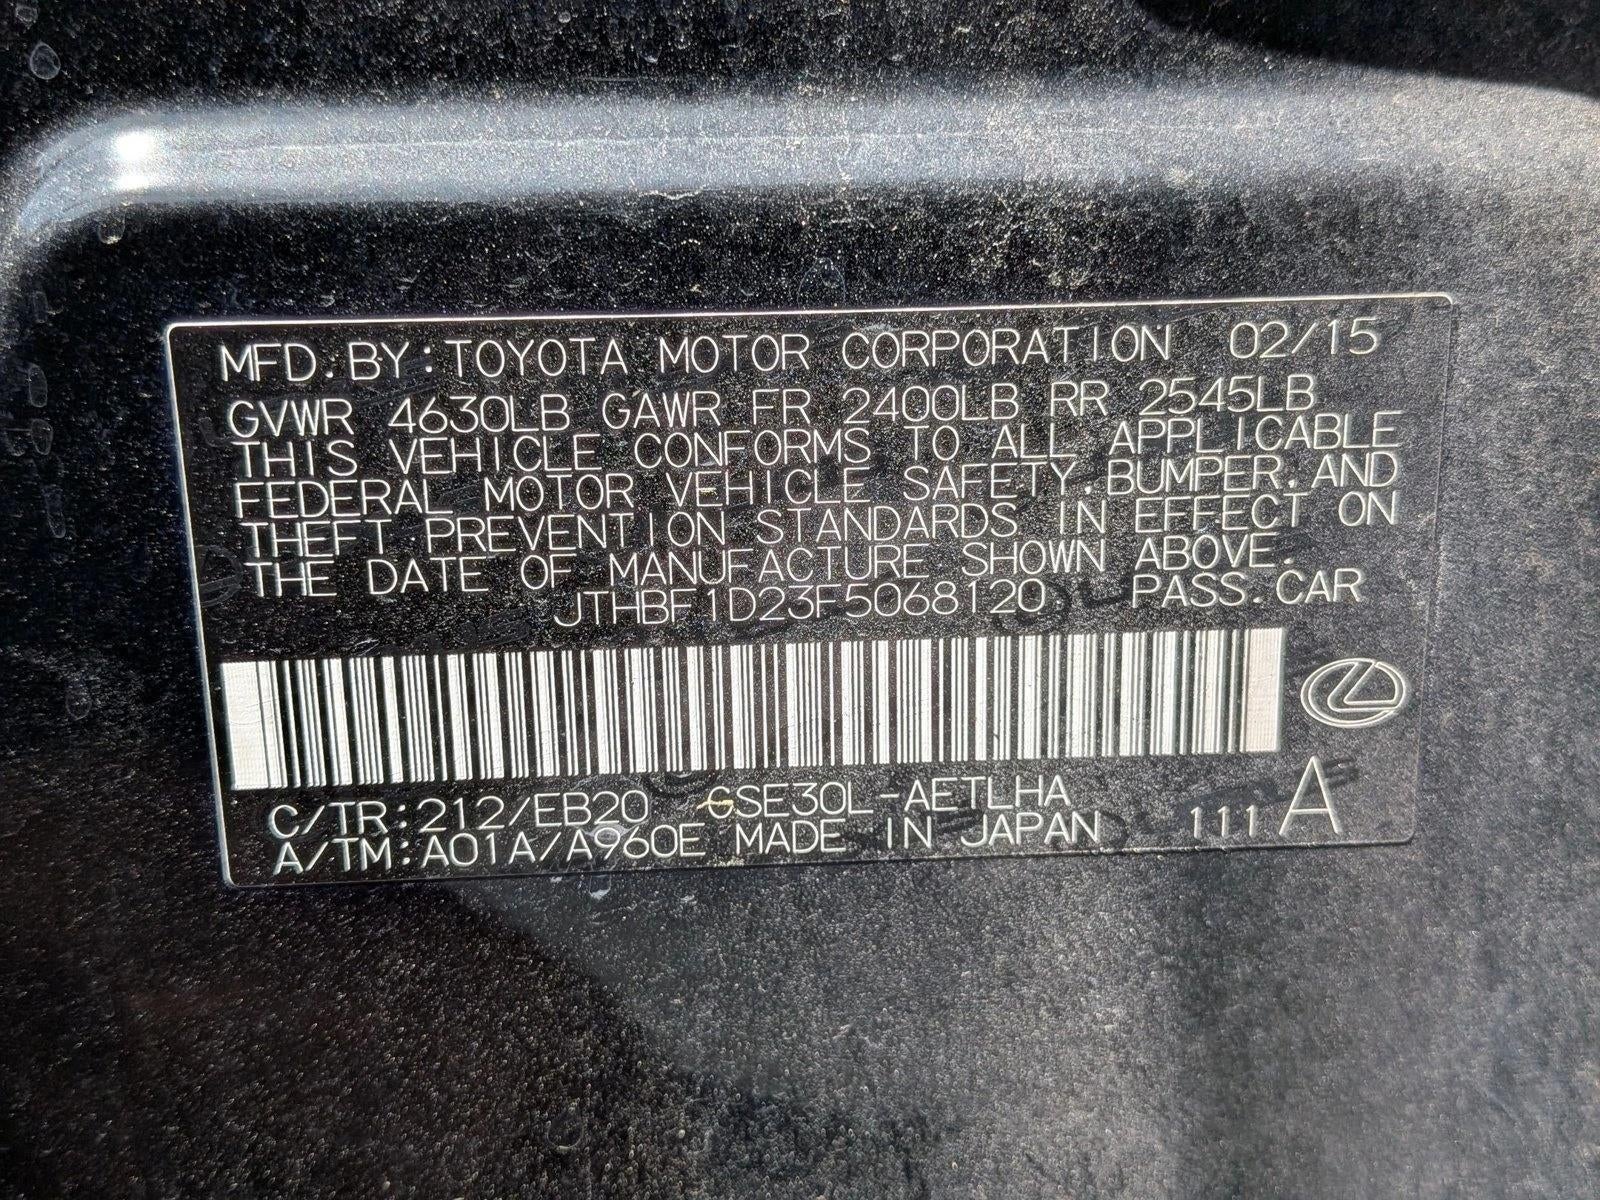 MFD. BY: TOYOTA MOTOR CORPORATION 02/15
GVWR 4630LB GAWR FR 2400LB RR 2545LB
THIS VEHICLE CONFORMS TO ALL APPLICABLE
FEDERAL MOTOR VEHICLE SAFETY, BUMPER, AND
THEFT PREVENTION STANDARDS IN EFFECT ON
THE DATE OF MANUFACTURE SHOWN ABOVE.
JTHBF1D23F5068120 PASS. CAR
C/TR: 212/EB20 GSE30L-AETLHA
A/TM: A01A/A960E MADE IN JAPAN 111 A